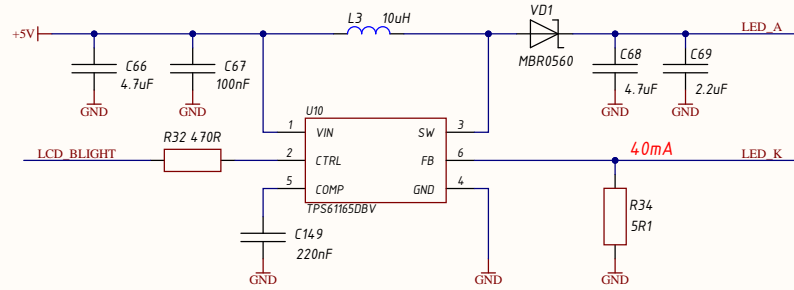 L3 10uH
VD1
LED_A
+5V
C66
4.7uF
C67
100nF
MBR0560
C68
4.7uF
C69
2.2uF
GND
GND
GND
GND
U10
1 VIN SW 3
R32 470R
LCD_BLIGHT
2 CTRL FB 6
40mA
LED_K
5 COMP GND 4
TPS61165DBV
R34
5R1
C149
220nF
GND
GND
GND